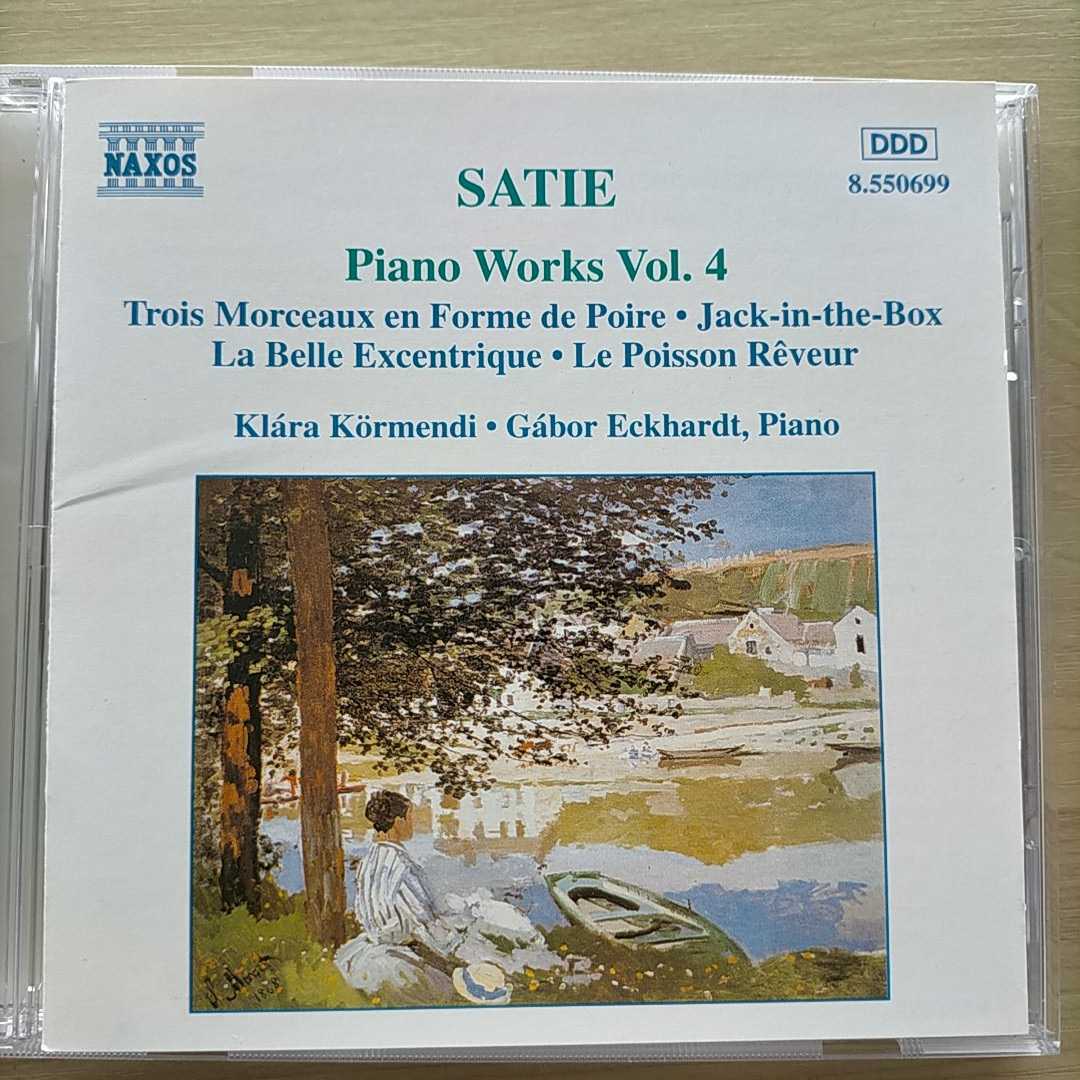 NAXOS
DDD
8.550699
SATIE
Piano Works Vol. 4
Trois Morceaux en Forme de Poire • Jack-in-the-Box
La Belle Excentrique • Le Poisson Rêveur
Klára Körmendi • Gábor Eckhardt, Piano
1868